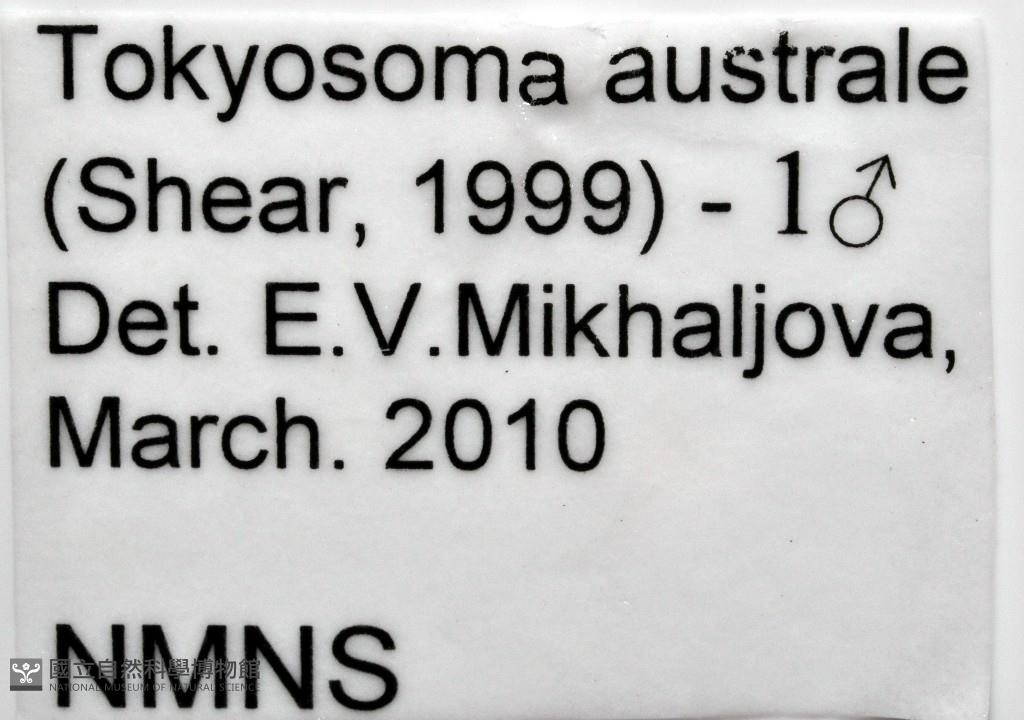 Tokyosoma australe
(Shear, 1999) - 1♂
Det. E.V.Mikhaljova,
March. 2010
NMNS
國立自然科學博物館
NATIONAL MUSEUM OF NATURAL SCIENCE